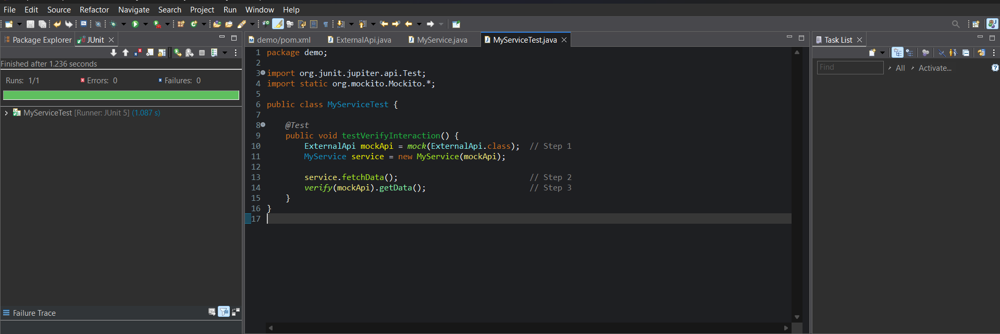 File Edit Source Refactor Navigate Search Project Run Window Help
Package Explorer JUnit
Finished after 1.236 seconds
Runs: 1/1 Errors: 0 Failures: 0
MyServiceTest [Runner: JUnit 5] (1.087 s)
Failure Trace
demo/pom.xml ExternalApi.java MyService.java MyServiceTest.java
1 package demo;
2
3 import org.junit.jupiter.api.Test;
4 import static org.mockito.Mockito.*;
5
6 public class MyServiceTest {
7
8 @Test
9 public void testVerifyInteraction() {
10 ExternalApi mockApi = mock(ExternalApi.class); // Step 1
11 MyService service = new MyService(mockApi);
12
13 service.fetchData(); // Step 2
14 verify(mockApi).getData(); // Step 3
15 }
16 }
17
Task List
Find All Activate...